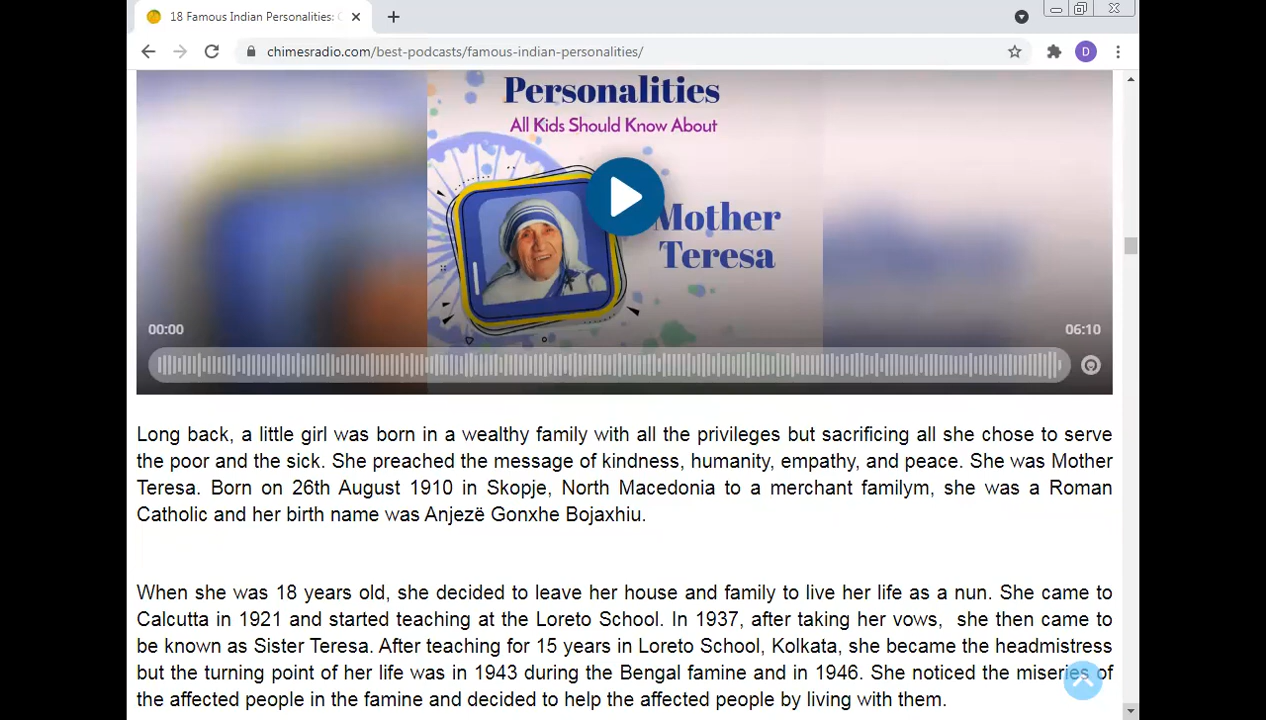 18 Famous Indian Personalities:
chimesradio.com/best-podcasts/famous-indian-personalities/
D
Personalities
All Kids Should Know About
Mother
Teresa
00:00
06:10
Long back, a little girl was born in a wealthy family with all the privileges but sacrificing all she chose to serve
the poor and the sick. She preached the message of kindness, humanity, empathy, and peace. She was Mother
Teresa. Born on 26th August 1910 in Skopje, North Macedonia to a merchant familym, she was a Roman
Catholic and her birth name was Anjezë Gonxhe Bojaxhiu.
When she was 18 years old, she decided to leave her house and family to live her life as a nun. She came to
Calcutta in 1921 and started teaching at the Loreto School. In 1937, after taking her vows, she then came to
be known as Sister Teresa. After teaching for 15 years in Loreto School, Kolkata, she became the headmistress
but the turning point of her life was in 1943 during the Bengal famine and in 1946. She noticed the miseries of
the affected people in the famine and decided to help the affected people by living with them.